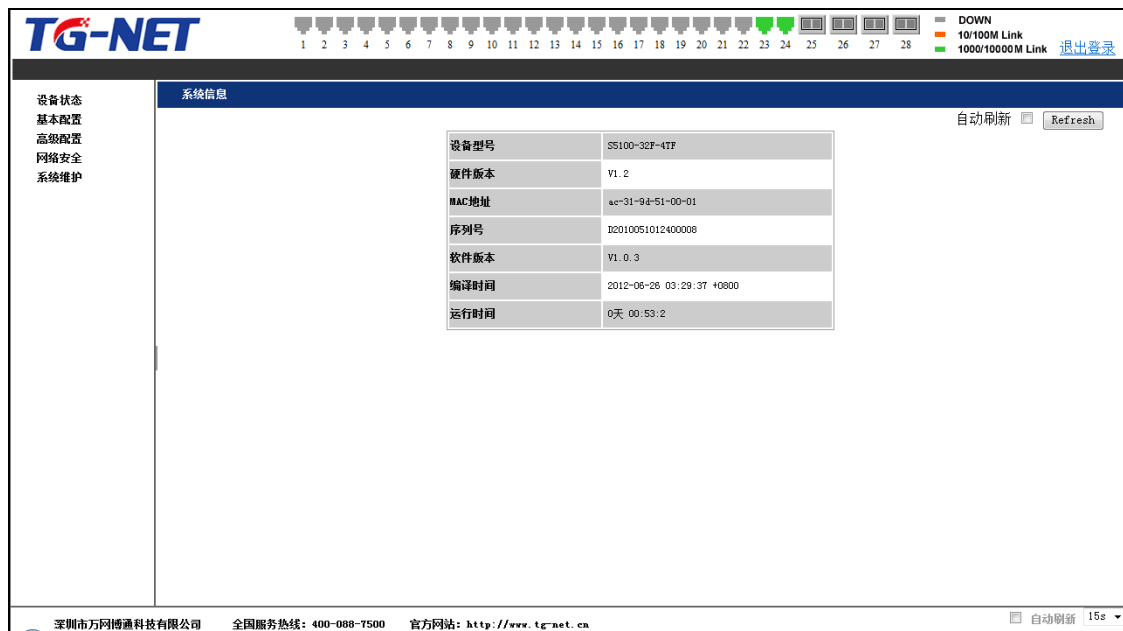 TG-NET
DOWN
10/100M Link
1000/10000M Link
退出登录
1 2 3 4 5 6 7 8 9 10 11 12 13 14 15 16 17 18 19 20 21 22 23 24 25 26 27 28
系统信息
设备状态
基本配置
高级配置
网络安全
系统维护
自动刷新 Refresh
设备型号 S5100-32F-4TF
硬件版本 V1.2
MAC地址 ac-31-9d-51-00-01
序列号 D2010051012400008
软件版本 V1.0.3
编译时间 2012-06-26 03:29:37 +0800
运行时间 0天 00:53:2
自动刷新 15s
深圳市万网博通科技有限公司 全国服务热线: 400-088-7500 官方网站: http://www.tg-net.cn